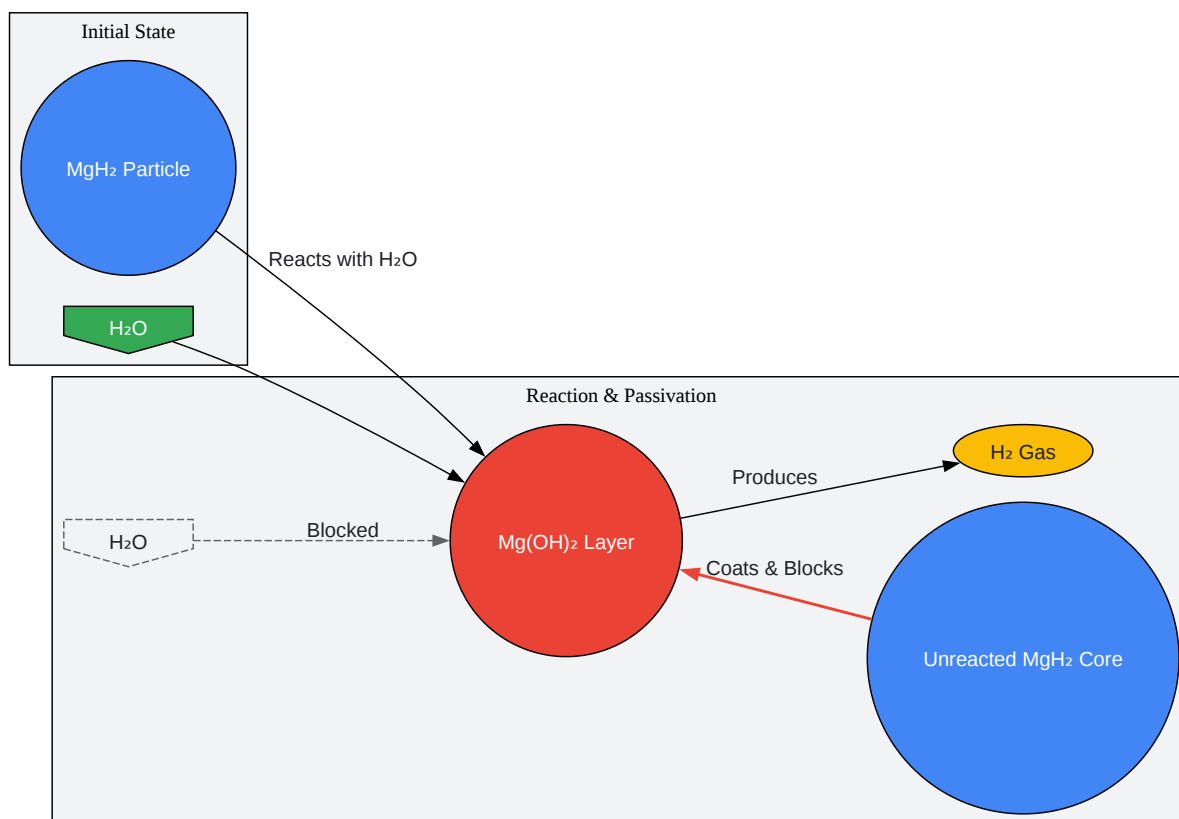 Initial State
MgH₂ Particle
Reacts with H₂O
H₂O
Reaction & Passivation
H₂ Gas
Produces
H₂O
Blocked
Mg(OH)₂ Layer
Coats & Blocks
Unreacted MgH₂ Core